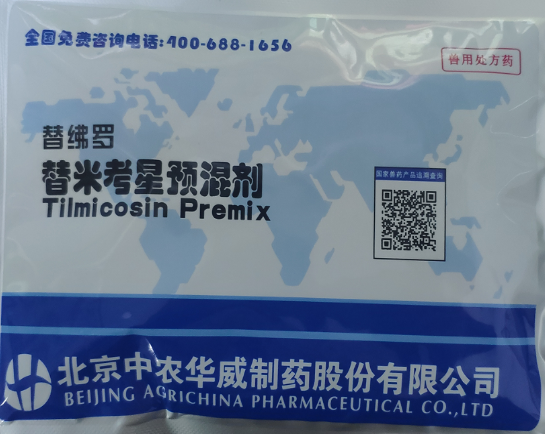 全国免费咨询电话:400-688-1656
兽用处方药
替绋罗
替米考星预混剂
Tilmicosin Premix
国家兽药产品追溯查询
北京中农华威制药股份有限公司
BEIJING AGRICHINA PHARMACEUTICAL CO.,LTD